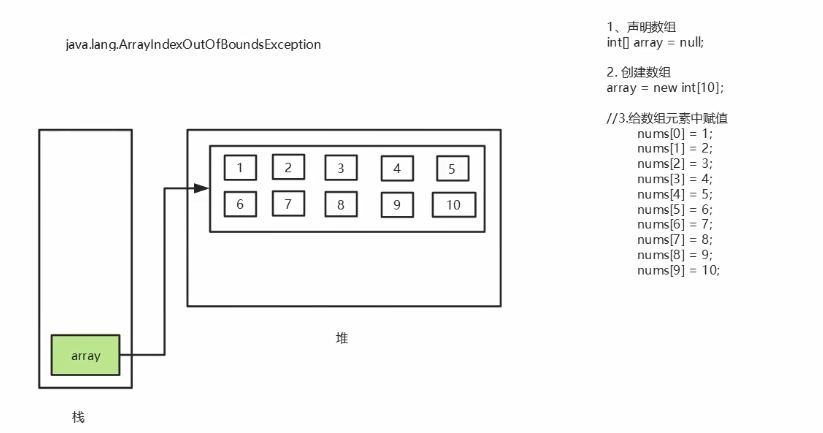 java.lang.ArrayIndexOutOfBoundsException
1、声明数组
int[] array = null;
2. 创建数组
array = new int[10];
//3.给数组元素中赋值
nums[0] = 1;
nums[1] = 2;
nums[2] = 3;
nums[3] = 4;
nums[4] = 5;
nums[5] = 6;
nums[6] = 7;
nums[7] = 8;
nums[8] = 9;
nums[9] = 10;
1 2 3 4 5
6 7 8 9 10
堆
array
栈